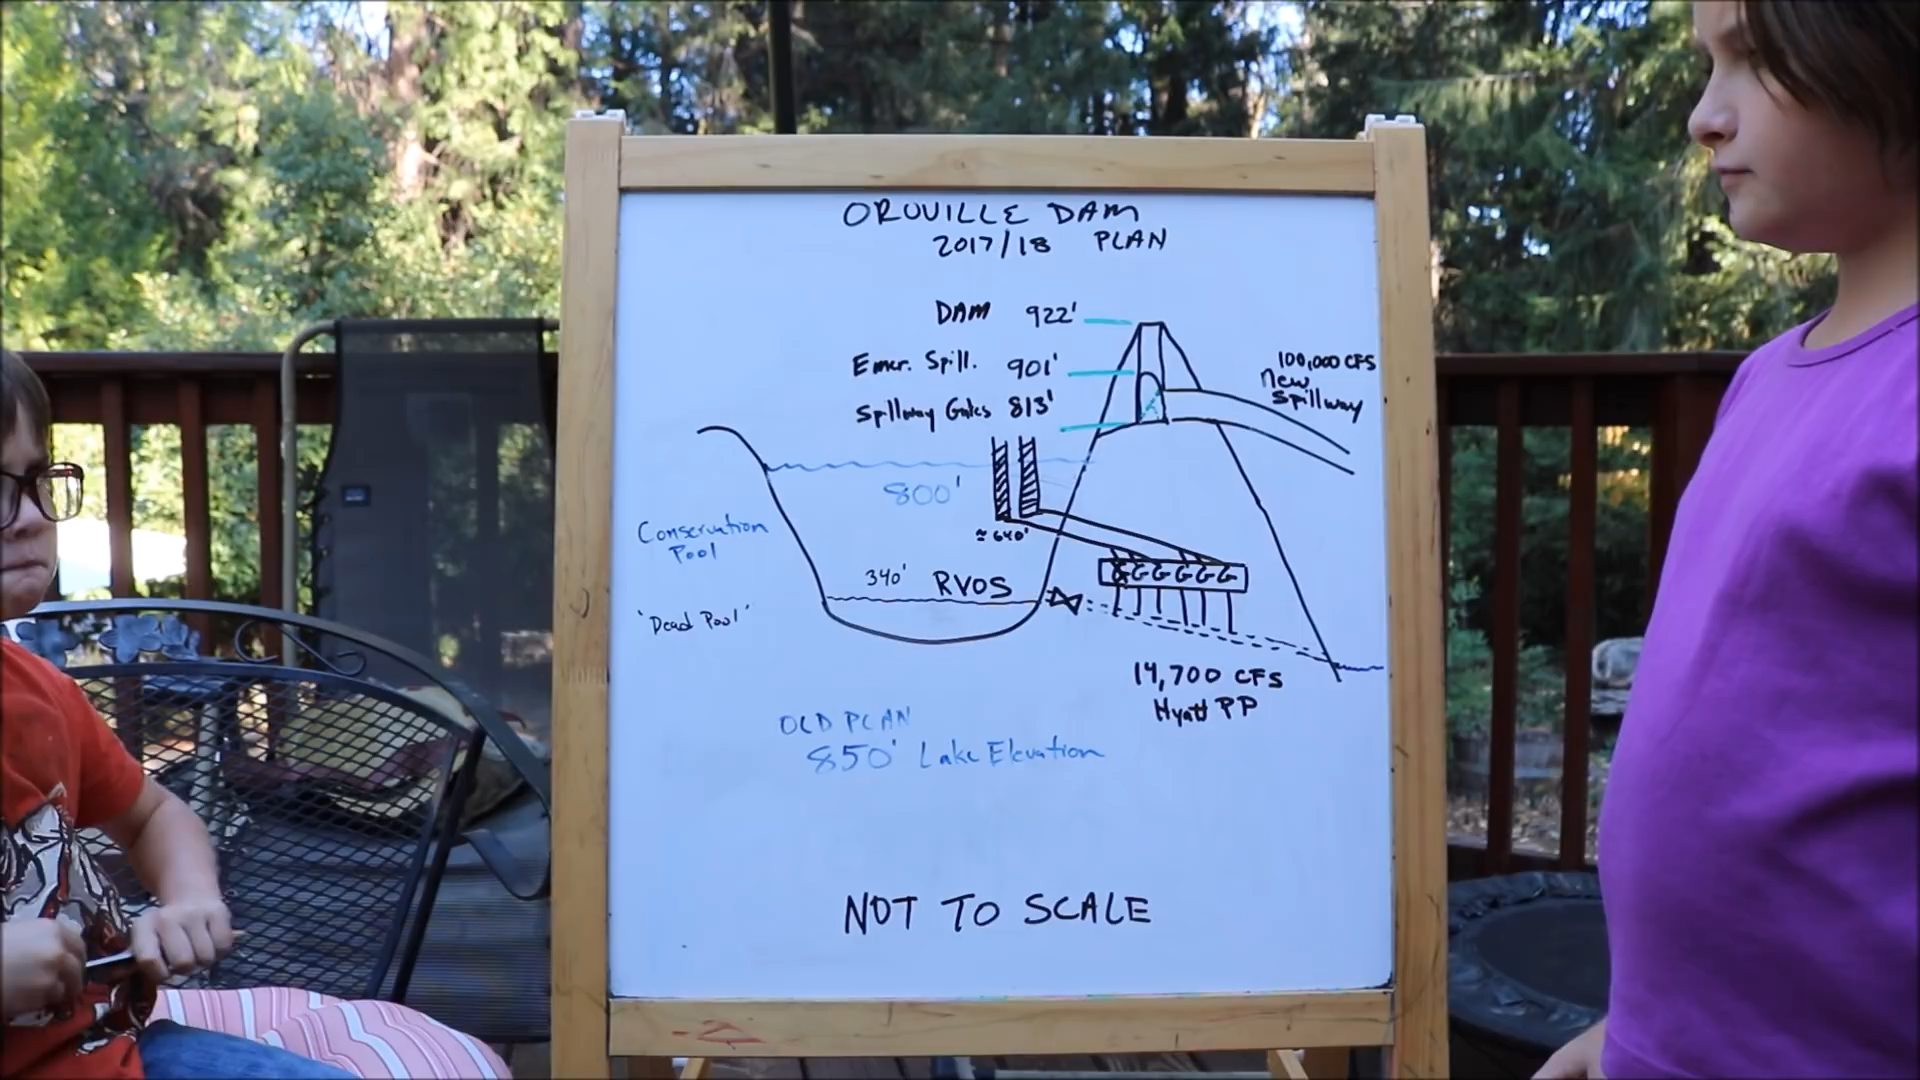 OROVILLE DAM
2017/18 PLAN
DAM 922'
Emer. Spill. 901'
Spillway Gates 813'
100,000 CFS
New
Spillway
800'
Conservation
Pool
≈ 640'
340' RVOS
G G G G G G
'Dead Pool'
14,700 CFS
Hyatt PP
OLD PLAN
850' Lake Elevation
NOT TO SCALE